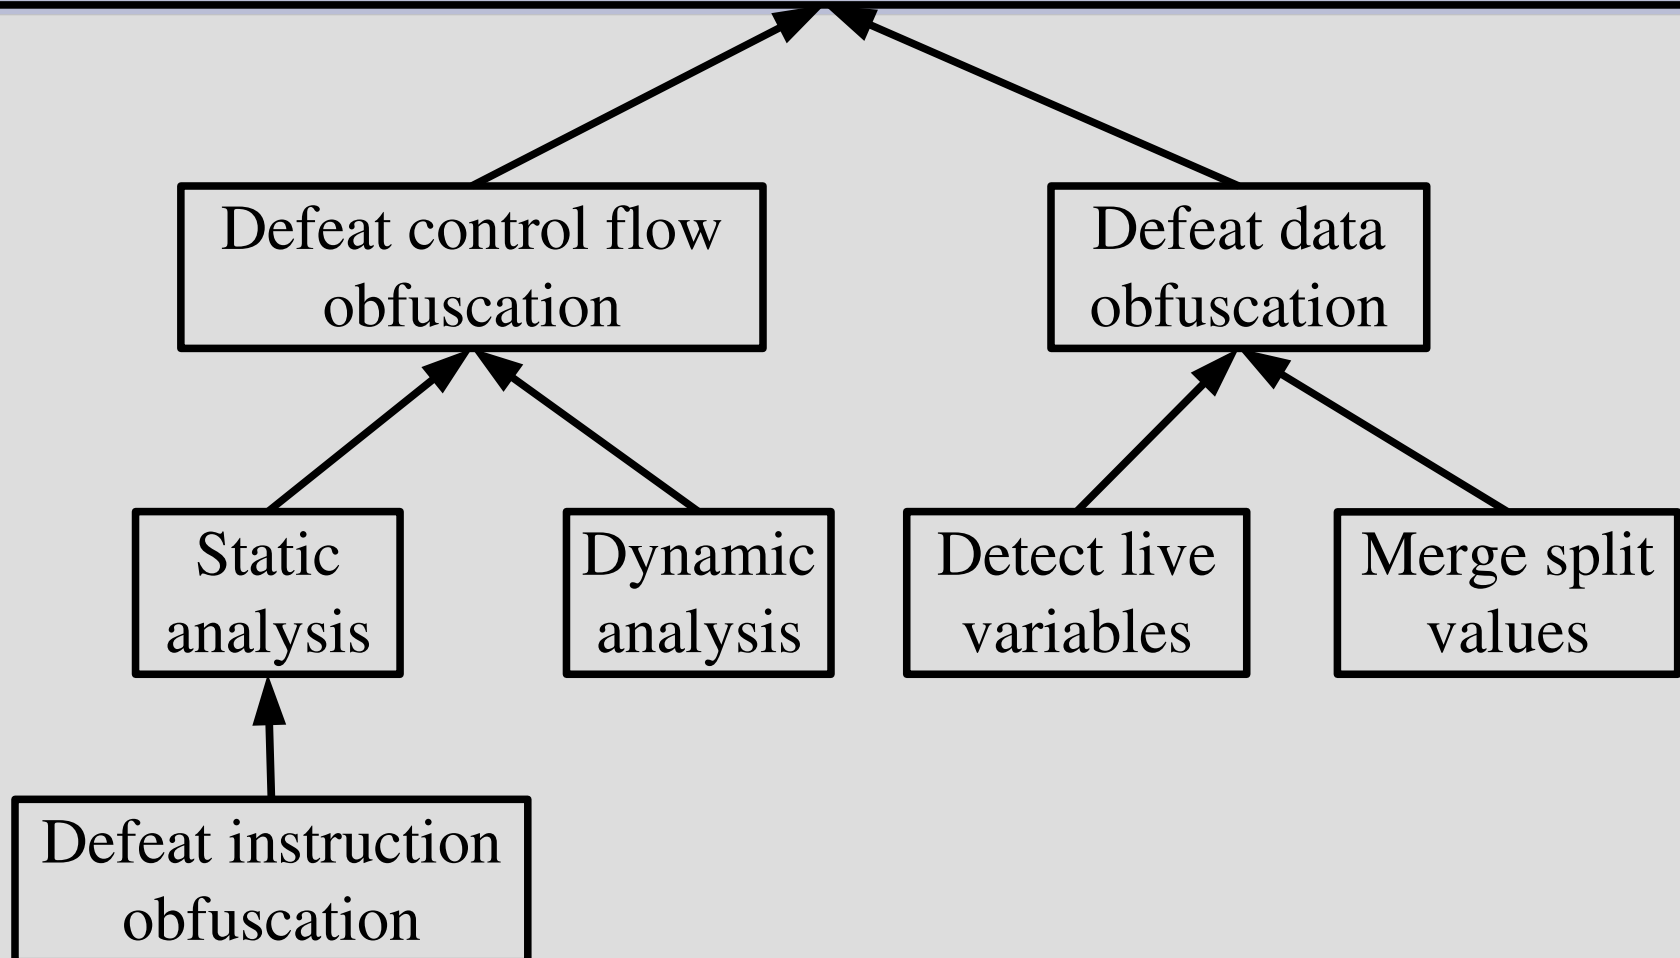 Defeat control flow
obfuscation
Defeat data
obfuscation
Static
analysis
Dynamic
analysis
Detect live
variables
Merge split
values
Defeat instruction
obfuscation